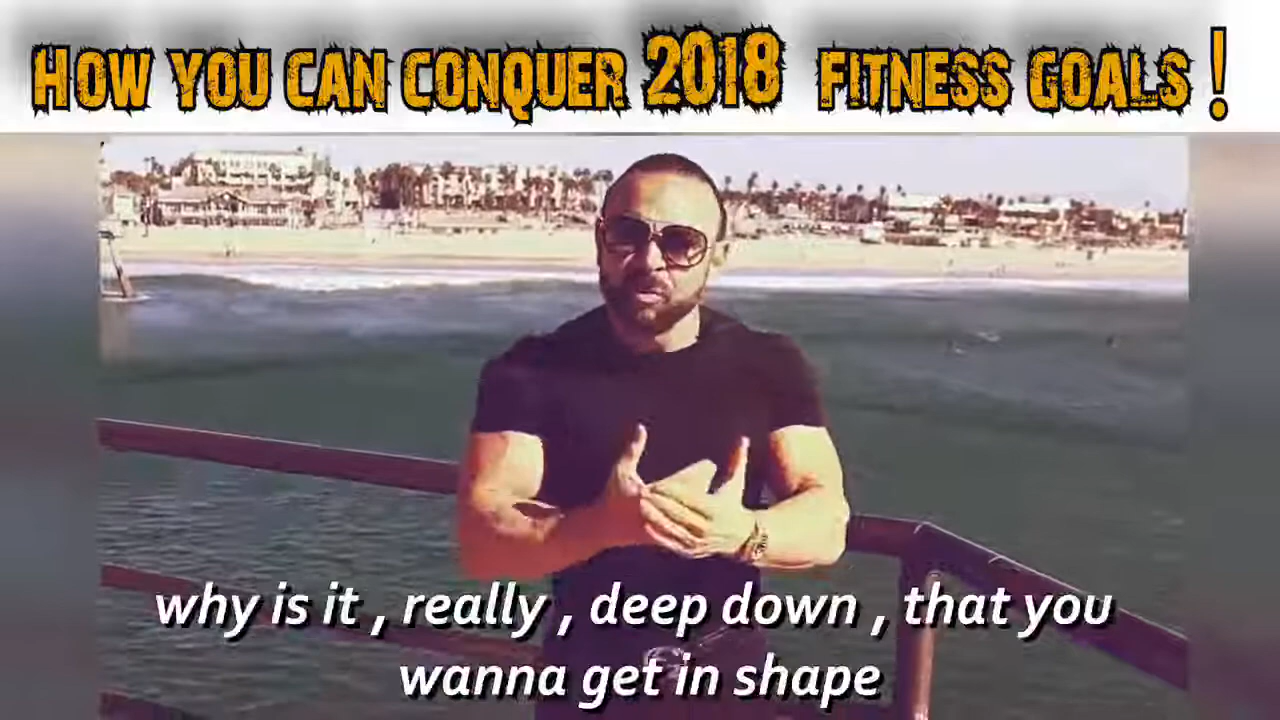 How you can conquer 2018 fitness goals !
why is it , really , deep down , that you
wanna get in shape